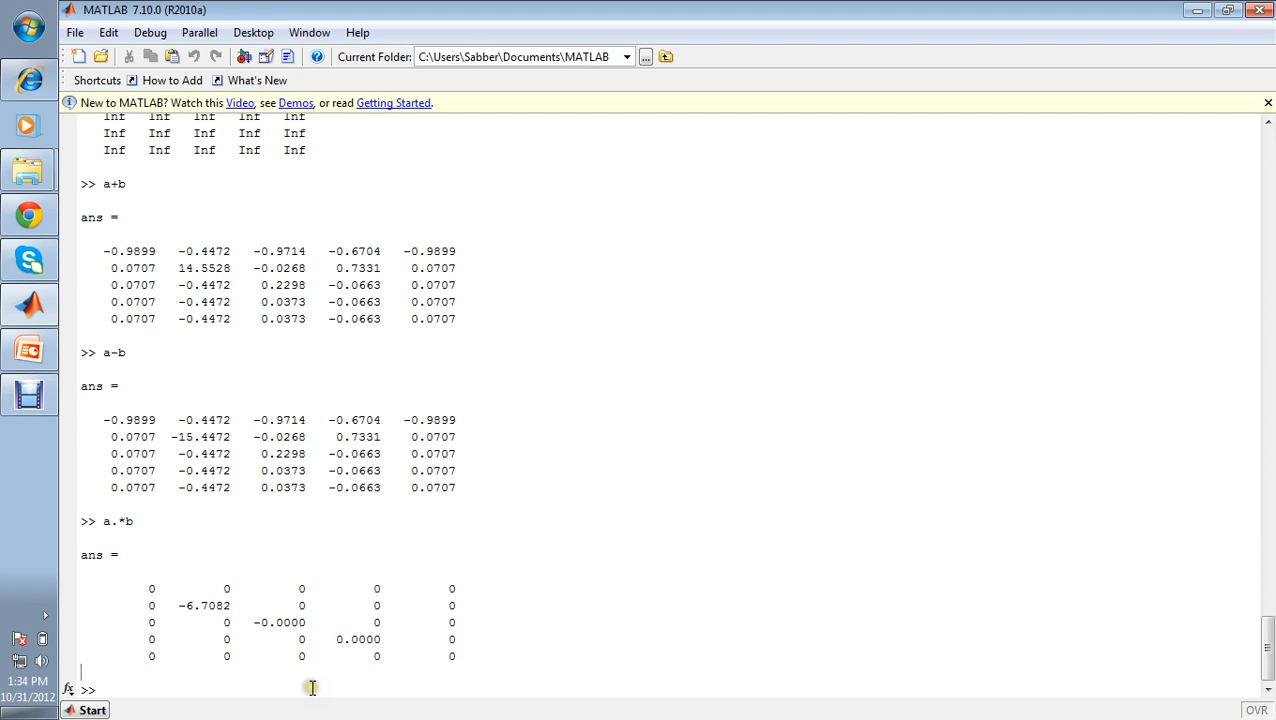 MATLAB 7.10.0 (R2010a)
File Edit Debug Parallel Desktop Window Help
Current Folder: C:\Users\Sabber\Documents\MATLAB ...
Shortcuts How to Add What's New
New to MATLAB? Watch this Video, see Demos, or read Getting Started.
Inf Inf Inf Inf Inf
Inf Inf Inf Inf Inf
Inf Inf Inf Inf Inf
>> a+b
ans =
-0.9899 -0.4472 -0.9714 -0.6704 -0.9899
0.0707 14.5528 -0.0268 0.7331 0.0707
0.0707 -0.4472 0.2298 -0.0663 0.0707
0.0707 -0.4472 0.0373 -0.0663 0.0707
0.0707 -0.4472 0.0373 -0.0663 0.0707
>> a-b
ans =
-0.9899 -0.4472 -0.9714 -0.6704 -0.9899
0.0707 -15.4472 -0.0268 0.7331 0.0707
0.0707 -0.4472 0.2298 -0.0663 0.0707
0.0707 -0.4472 0.0373 -0.0663 0.0707
0.0707 -0.4472 0.0373 -0.0663 0.0707
>> a.*b
ans =
0 0 0 0 0
0 -6.7082 0 0 0
0 0 -0.0000 0 0
0 0 0 0.0000 0
0 0 0 0 0
fx >>
Start
OVR
1:34 PM
10/31/2012